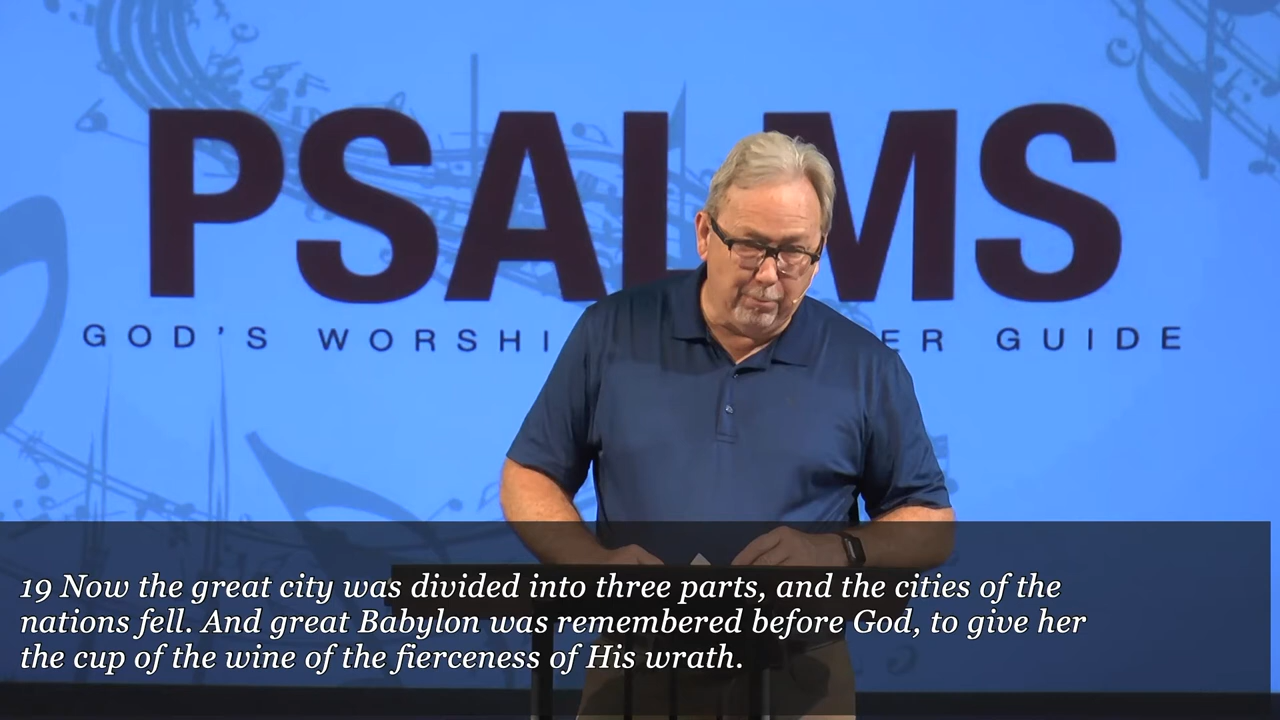 PSALMS
GOD'S WORSHI ER GUIDE
19 Now the great city was divided into three parts, and the cities of the
nations fell. And great Babylon was remembered before God, to give her
the cup of the wine of the fierceness of His wrath.